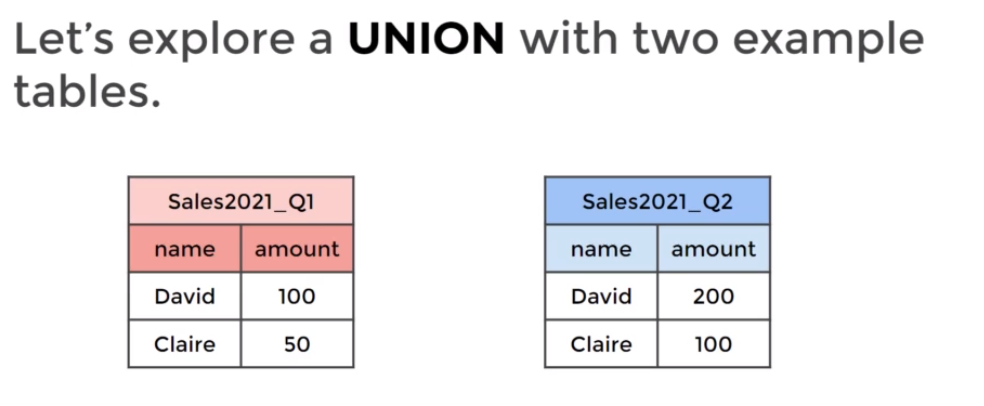 Let's explore a UNION with two example
tables.
Sales2021_Q1
name amount
David 100
Claire 50
Sales2021_Q2
name amount
David 200
Claire 100